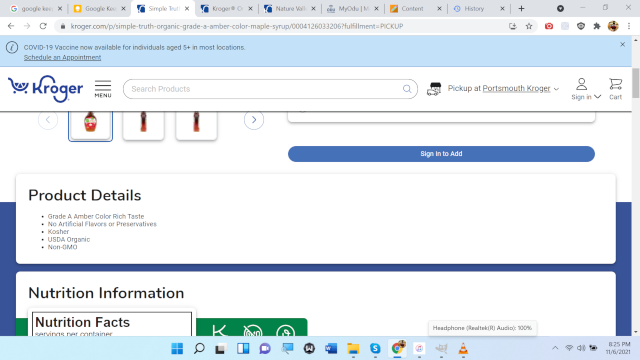 google kee
Google Keep
Simple Truth
Kroger® Di
Nature Vall
MyOdu | M
Content
History
kroger.com/p/simple-truth-organic-grade-a-amber-color-maple-syrup/0004126033206?fulfillment=PICKUP
COVID-19 Vaccine now available for individuals aged 5+ in most locations.
Schedule an Appointment
Kroger
MENU
Search Products
Pickup at Portsmouth Kroger
Sign in
Cart
Sign In to Add
Product Details
Grade A Amber Color Rich Taste
No Artificial Flavors or Preservatives
Kosher
USDA Organic
Non-GMO
Nutrition Information
Nutrition Facts
servings per container
Headphone (Realtek(R) Audio): 100%
8:25 PM
11/6/2021